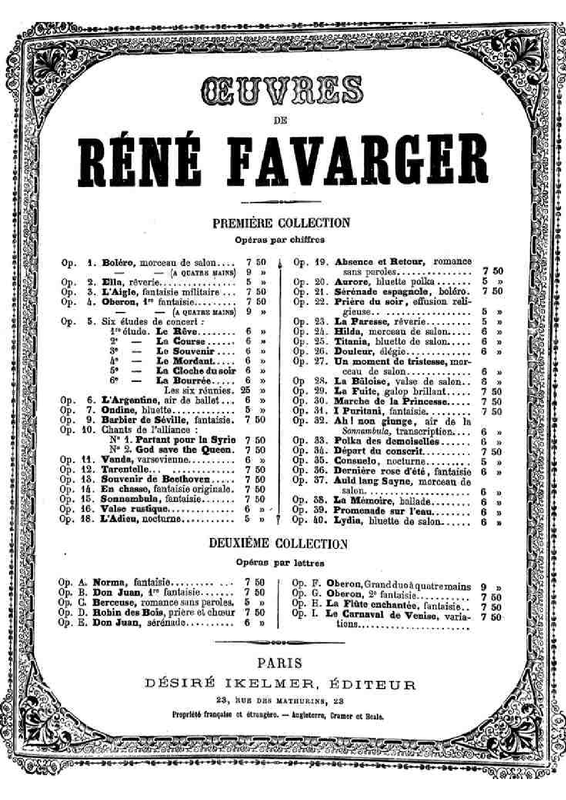 ŒUVRES
DE
RÉNÉ FAVARGER
PREMIÉRE COLLECTION
Opéras par chiffres
Op. 1. Boléro, morceau de salon.... 7 50
— — (A QUATRE MAINS) 9 »
Op. 2. Ella, rêverie............ 5 »
Op. 3. L'Aigle, fantaisie militaire ... 7 50
Op. 4. Oberon, 1re fantaisie..... 7 50
— — (A QUATRE MAINS) 9 »
Op. 5. Six études de concert :
1re étude. Le Rêve........ 6 »
2e — La Course...... 6 »
3e — Le Souvenir.... 6 »
4e — Le Mordant.... 6 »
5e — La Cloche du soir 6 »
6e — La Bourrée.... 6 »
Les six réunies. 25 »
Op. 6. L'Argentine, air de ballet.... 6 »
Op. 7. Ondine, bluette............ 5 »
Op. 9. Barbier de Séville, fantaisie. 7 50
Op. 10. Chants de l'alliance :
No 1. Partant pour la Syrie 7 50
No 2. God save the Queen. 7 50
Op. 11. Vanda, varsovienne ...... 6 »
Op. 12. Tarentelle............ 7 50
Op. 13. Souvenir de Beethoven.... 7 50
Op. 14. En chasse, fantaisie originale. 7 50
Op. 15. Sonnambula, fantaisie...... 7 50
Op. 16. Valse rustique............ 6 »
Op. 18. L'Adieu, nocturne.......... 5 »
Op. 19. Absence et Retour, romance
sans paroles............ 7 50
Op. 20. Aurore, bluette polka ..... 5 »
Op. 21. Sérénade espagnole, boléro. 7 50
Op. 22. Prière du soir, effusion reli-
gieuse............ 5 »
Op. 23. La Paresse, rêverie........ 5 »
Op. 24. Hilda, morceau de salon.... 6 »
Op. 25. Titania, bluette de salon.... 6 »
Op. 26. Douleur, élégie............ 6 »
Op. 27. Un moment de tristesse, mor-
ceau de salon............ 6 »
Op. 28. La Bâloise, valse de salon.. 6 »
Op. 29. La Fuite, galop brillant.... 7 50
Op. 30. Marche de la Princesse.... 7 50
Op. 31. I Puritani, fantaisie........ 7 50
Op. 32. Ah! non giunge, air de la
Sonnambula, transcription.... 6 »
Op. 33. Polka des demoiselles...... 6 »
Op. 34. Départ du conscrit........ 7 50
Op. 35. Consuelo, nocturne........ 5 »
Op. 36. Dernière rose d'été, fantaisie 6 »
Op. 37. Auld lang Sayne, morceau de
salon............ 6 »
Op. 38. La Mémoire, ballade...... 6 »
Op. 39. Promenade sur l'eau...... 6 »
Op. 40. Lydia, bluette de salon...... 6 »
DEUXIÉME COLLECTION
Opéras par lettres
Op. A. Norma, fantaisie.......... 7 50
Op. B. Don Juan, 1re fantaisie...... 7 50
Op. C. Berceuse, romance sans paroles. 5 »
Op. D. Robin des Bois, prière et chœur 7 50
Op. E. Don Juan, sérénade........ 6 »
Op. F. Oberon, Grand duo à quatre mains 9 »
Op. G. Oberon, 2e fantaisie........ 7 50
Op. H. La Flûte enchantée, fantaisie.. 7 50
Op. I. Le Carnaval de Venise, varia- 7 50
tions............
PARIS
DÉSIRÉ IKELMER, ÉDITEUR
23, RUE DES MATHURINS, 23
Propriété française et étrangère. — Angleterre, Cramer et Beale.